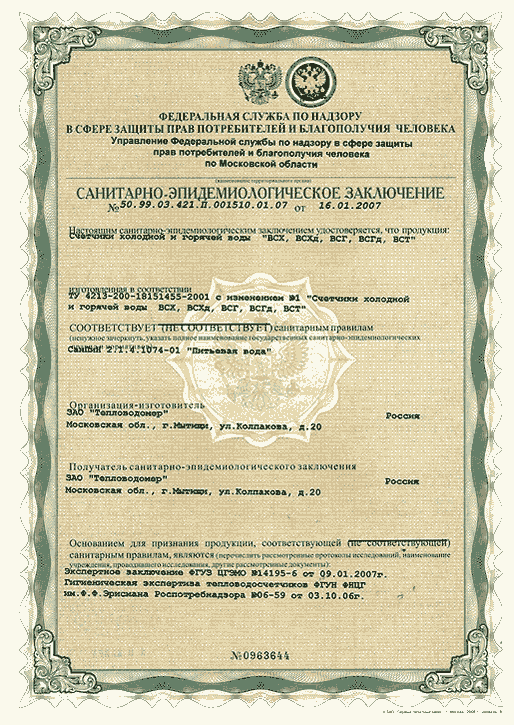 ФЕДЕРАЛЬНАЯ СЛУЖБА ПО НАДЗОРУ
В СФЕРЕ ЗАЩИТЫ ПРАВ ПОТРЕБИТЕЛЕЙ И БЛАГОПОЛУЧИЯ ЧЕЛОВЕКА
Управление Федеральной службы по надзору в сфере защиты
прав потребителей и благополучия человека
по Московской области
(наименование территориального органа)
САНИТАРНО-ЭПИДЕМИОЛОГИЧЕСКОЕ ЗАКЛЮЧЕНИЕ
№ 50.99.03.421.П.001510.01.07 от 16.01.2007
Настоящим санитарно-эпидемиологическим заключением удостоверяется, что продукция:
Счетчики холодной и горячей воды "ВСХ, ВСХд, ВСГ, ВСГд, ВСТ"
изготовленная в соответствии
ТУ 4213-200-18151455-2001 с изменением №1 "Счетчики холодной
и горячей воды ВСХ, ВСХд, ВСГ, ВСГд, ВСТ"
СООТВЕТСТВУЕТ (НЕ СООТВЕТСТВУЕТ) санитарным правилам
(ненужное зачеркнуть, указать полное наименование государственных санитарно-эпидемиологических
СанПиН 2.1.4.1074-01 "Питьевая вода"
Организация-изготовитель
ЗАО "Тепловодомер"
Московская обл., г.Мытищи, ул.Колпакова, д.20
Россия
Получатель санитарно-эпидемиологического заключения
ЗАО "Тепловодомер"
Московская обл., г.Мытищи, ул.Колпакова, д.20
Россия
Основанием для признания продукции, соответствующей (не соответствующей)
санитарным правилам, являются (перечислить рассмотренные протоколы исследований, наименование
учреждения, проводившего исследования, другие рассмотренные документы):
Экспертное заключение ФГУЗ ЦГЭМО №14195-6 от 09.01.2007г.
Гигиеническая экспертиза тепловодосчетчиков ФГУН ФНЦГ
им.Ф.Ф.Эрисмана Роспотребнадзора №06-59 от 03.10.06г.
№0963644